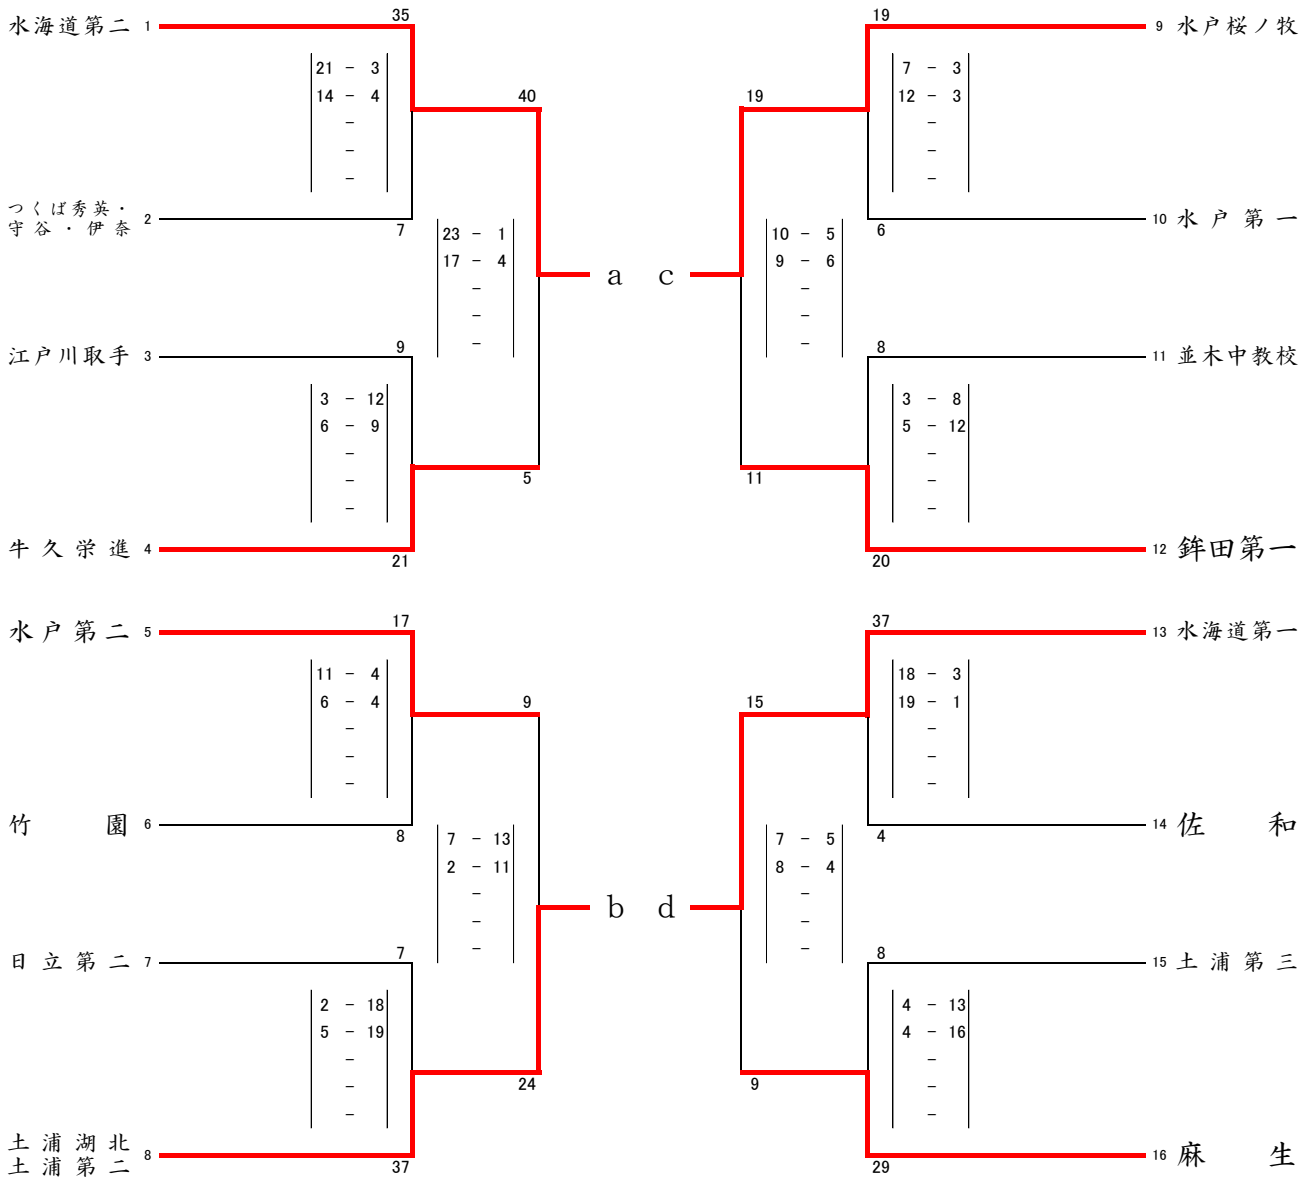 水海道第二 1
35
21 - 3
14 - 4
-
-
-
つくば秀英・
守谷・伊奈 2
7
40
23 - 1
17 - 4
-
-
-
a
江戸川取手 3
9
3 - 12
6 - 9
-
-
-
5
牛久栄進 4
21
水戸第二 5
17
11 - 4
6 - 4
-
-
-
9
竹園 6
8
7 - 13
2 - 11
-
-
-
b
日立第二 7
7
2 - 18
5 - 19
-
-
-
24
土浦湖北
土浦第二 8
37
19
9 水戸桜ノ牧
7 - 3
12 - 3
-
-
-
19
6
10 水戸第一
10 - 5
9 - 6
-
-
-
c
8
11 並木中教校
3 - 8
5 - 12
-
-
-
11
20
12 鉾田第一
37
13 水海道第一
18 - 3
19 - 1
-
-
-
15
4
14 佐和
7 - 5
8 - 4
-
-
-
d
8
15 土浦第三
4 - 13
4 - 16
-
-
-
9
29
16 麻生